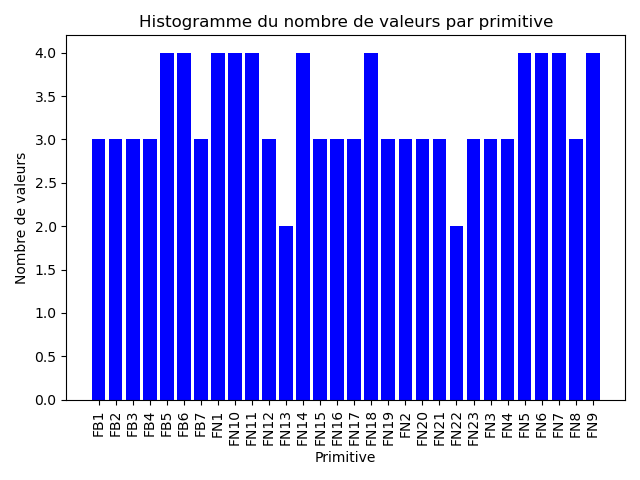 Histogramme du nombre de valeurs par primitive
Nombre de valeurs
4.0
3.5
3.0
2.5
2.0
1.5
1.0
0.5
0.0
FB1 FB2 FB3 FB4 FB5 FB6 FB7 FN1 FN10 FN11 FN12 FN13 FN14 FN15 FN16 FN17 FN18 FN19 FN2 FN20 FN21 FN22 FN23 FN3 FN4 FN5 FN6 FN7 FN8 FN9
Primitive